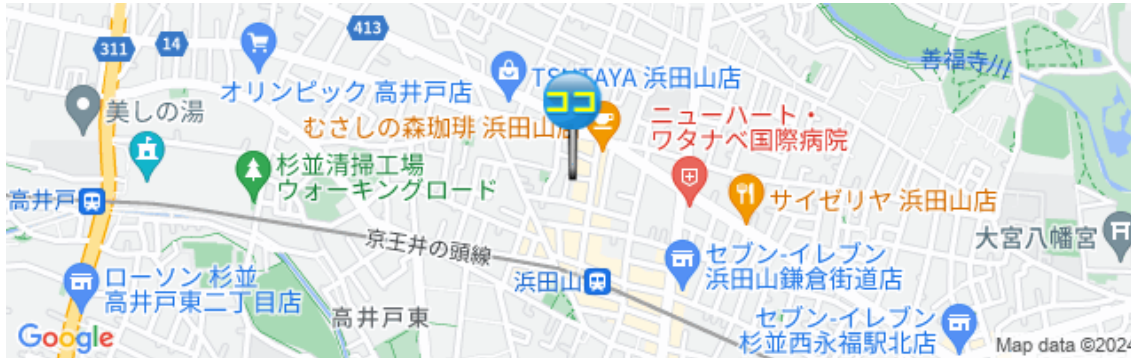 413
311
14
善福寺川
オリンピック 高井戸店
TSUTAYA 浜田山店
美しの湯
ココ
むさしの森珈琲 浜田山店
ニューハート・
ワタナベ国際病院
杉並清掃工場
ウォーキングロード
高井戸
サイゼリヤ 浜田山店
京王井の頭線
大宮八幡宮
セブン-イレブン
浜田山鎌倉街道店
ローソン 杉並
高井戸東二丁目店
浜田山
高井戸東
セブン-イレブン
杉並西永福駅北店
Google
Map data ©2024